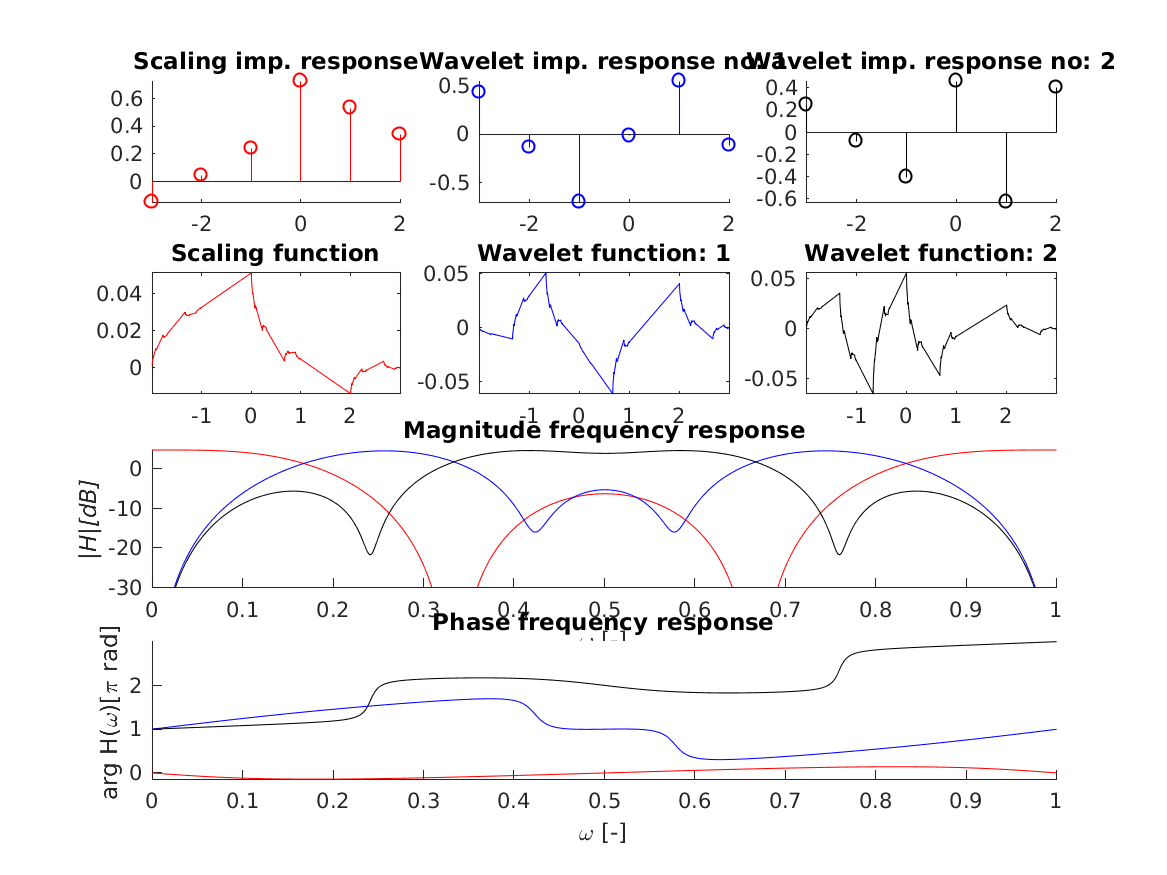 Scaling imp. response Wavelet imp. response no: 1 Wavelet imp. response no: 2
0.6
0.4
0.2
0
-2 0 2
0.5
0
-0.5
-2 0 2
0.4
0.2
0
-0.2
-0.4
-0.6
-2 0 2
Scaling function Wavelet function: 1 Wavelet function: 2
0.04
0.02
0
-1 0 1 2
0.05
0
-0.05
-1 0 1 2
0.05
0
-0.05
-1 0 1 2
Magnitude frequency response
|H|[dB]
0
-10
-20
-30
0 0.1 0.2 0.3 0.4 0.5 0.6 0.7 0.8 0.9 1
Phase frequency response
arg H(ω)[π rad]
2
1
0
0 0.1 0.2 0.3 0.4 0.5 0.6 0.7 0.8 0.9 1
ω [-]